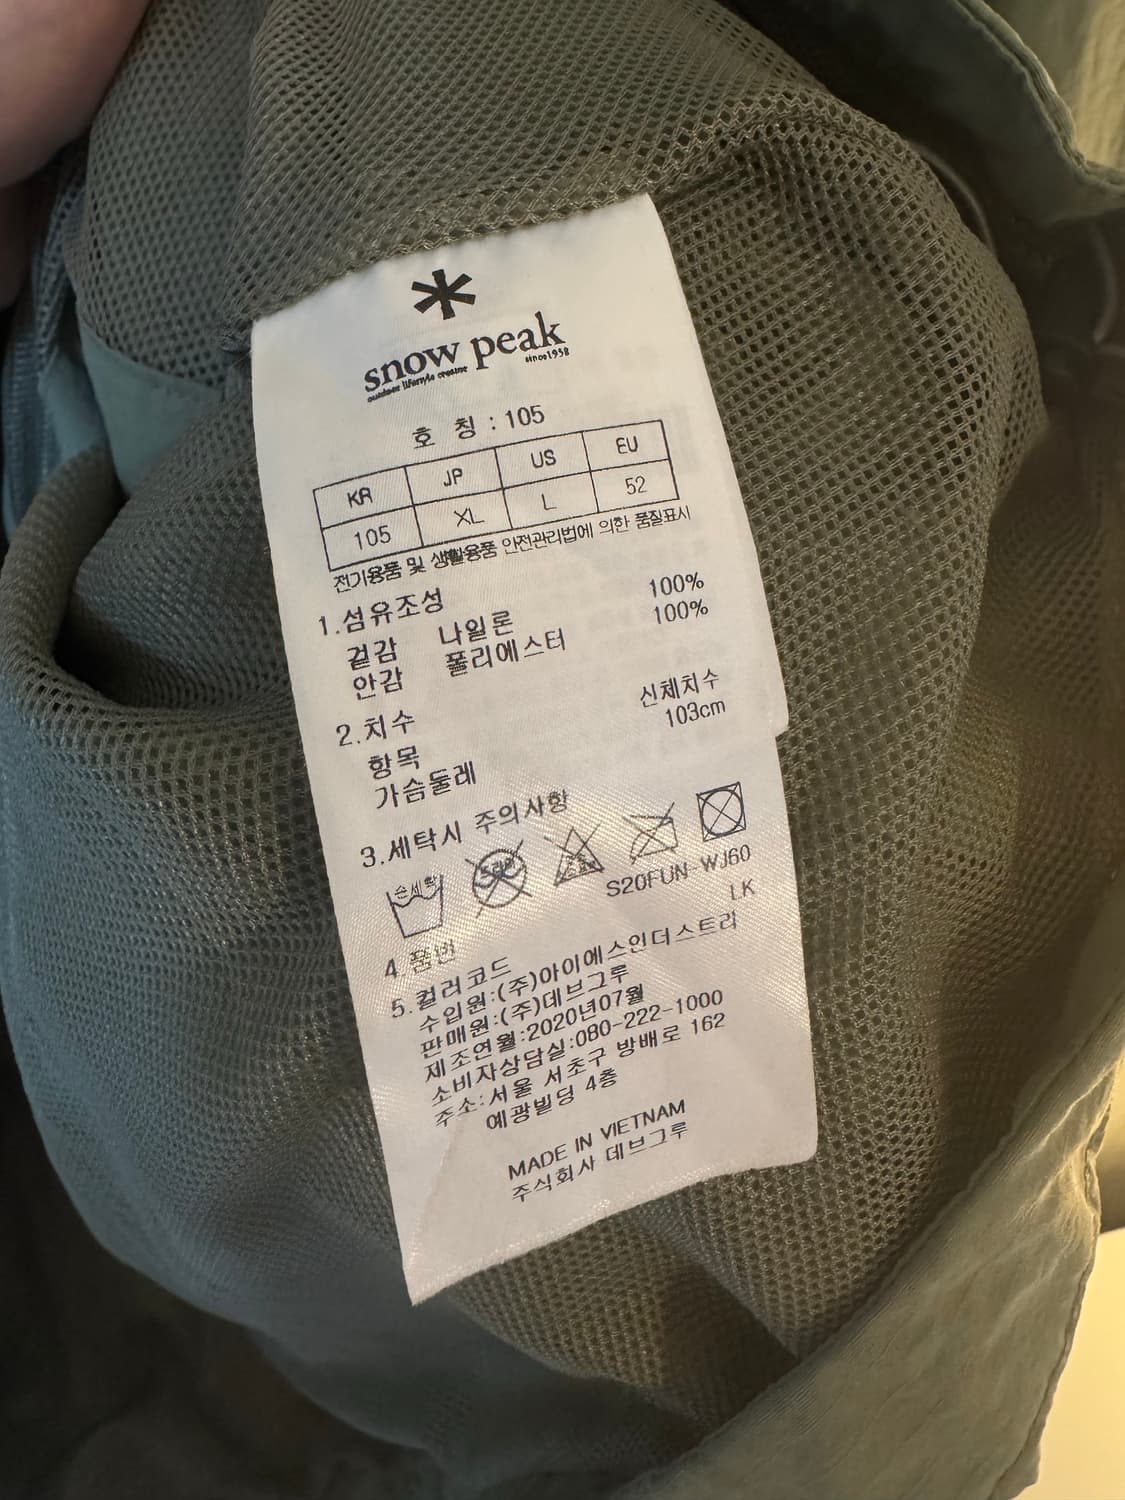 snow peak
outdoor lifestyle creator since1958
호 칭 : 105
KR JP US EU
105 XL L 52
전기용품 및 생활용품 안전관리법에 의한 품질표시
1.섬유조성
겉감 나일론 100%
안감 폴리에스터 100%
2.치수
항목 신체치수
가슴둘레 103cm
3.세탁시 주의사항
손세탁 드라이
4.품번 S20FUN-WJ60
5.컬러코드 LK
수입원:(주)아이에스인더스트리
판매원:(주)데브그루
제조연월:2020년07월
소비자상담실:080-222-1000
주소:서울 서초구 방배로 162
예광빌딩 4층
MADE IN VIETNAM
주식회사 데브그루